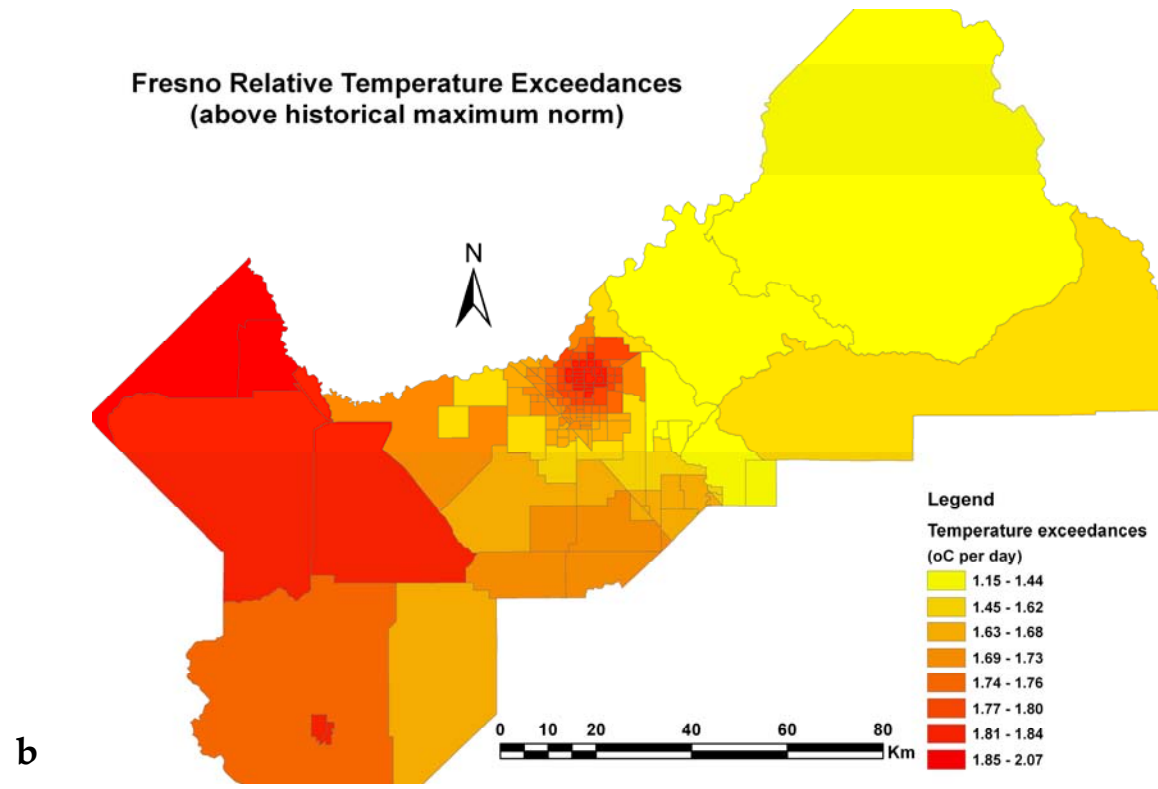 Fresno Relative Temperature Exceedances
(above historical maximum norm)
N
Legend
Temperature exceedances
(oC per day)
1.15 - 1.44
1.45 - 1.62
1.63 - 1.68
1.69 - 1.73
1.74 - 1.76
1.77 - 1.80
1.81 - 1.84
1.85 - 2.07
0 10 20 40 60 80
Km
b